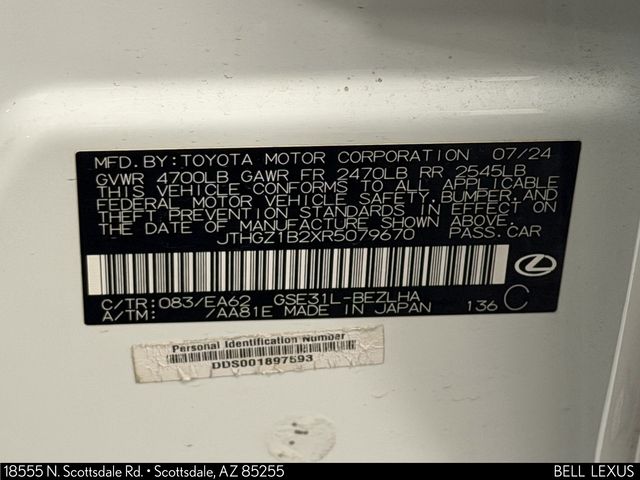 MFD. BY: TOYOTA MOTOR CORPORATION 07/24
GVWR 4700LB GAWR FR 2470LB RR 2545LB
THIS VEHICLE CONFORMS TO ALL APPLICABLE
FEDERAL MOTOR VEHICLE SAFETY, BUMPER, AND
THEFT PREVENTION STANDARDS IN EFFECT ON
THE DATE OF MANUFACTURE SHOWN ABOVE.
JTHGZ1B2XR5079670 PASS. CAR
C/TR: 083/EA62 GSE31L-BEZLHA
A/TM: /AA81E MADE IN JAPAN 136 C
Personal Identification Number
DDS001897593
18555 N. Scottsdale Rd. • Scottsdale, AZ 85255 BELL LEXUS